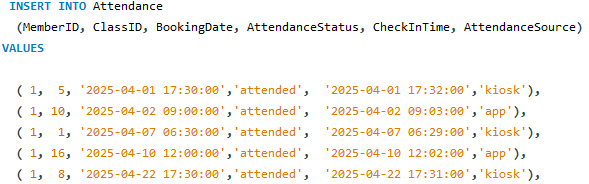 INSERT INTO Attendance
(MemberID, ClassID, BookingDate, AttendanceStatus, CheckInTime, AttendanceSource)
VALUES
( 1,  5, '2025-04-01 17:30:00','attended',  '2025-04-01 17:32:00','kiosk'),
( 1, 10, '2025-04-02 09:00:00','attended',  '2025-04-02 09:03:00','app'),
( 1,  1, '2025-04-07 06:30:00','attended',  '2025-04-07 06:29:00','kiosk'),
( 1, 16, '2025-04-10 12:00:00','attended',  '2025-04-10 12:02:00','app'),
( 1,  8, '2025-04-22 17:30:00','attended',  '2025-04-22 17:31:00','kiosk'),